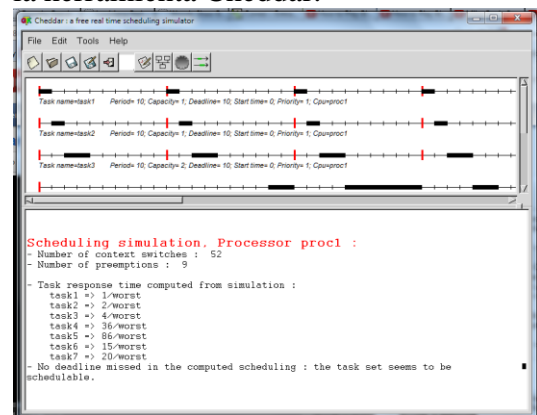 la herramienta Cheddar.
Cheddar : a free real time scheduling simulator
File Edit Tools Help
Task name=task1 Period= 10; Capacity= 1; Deadline= 10; Start time= 0; Priority= 1; Cpu=proc1
Task name=task2 Period= 10; Capacity= 1; Deadline= 10; Start time= 0; Priority= 1; Cpu=proc1
Task name=task3 Period= 10; Capacity= 2; Deadline= 10; Start time= 0; Priority= 1; Cpu=proc1
Scheduling simulation, Processor proc1 :
- Number of context switches : 52
- Number of preemptions : 9
- Task response time computed from simulation :
task1 => 1/worst
task2 => 2/worst
task3 => 4/worst
task4 => 36/worst
task5 => 86/worst
task6 => 15/worst
task7 => 20/worst
- No deadline missed in the computed scheduling : the task set seems to be
schedulable.